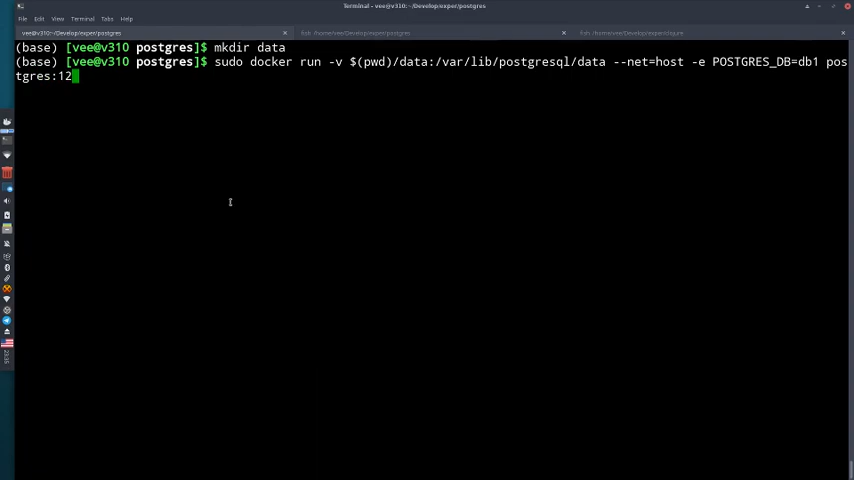 Terminal - vee@v310:~/Develop/exper/postgres
File Edit View Terminal Tabs Help
vee@v310:~/Develop/exper/postgres
fish /home/vee/Develop/exper/postgres
fish /home/vee/Develop/exper/clojure
(base) [vee@v310 postgres]$ mkdir data
(base) [vee@v310 postgres]$ sudo docker run -v $(pwd)/data:/var/lib/postgresql/data --net=host -e POSTGRES_DB=db1 pos
tgres:12